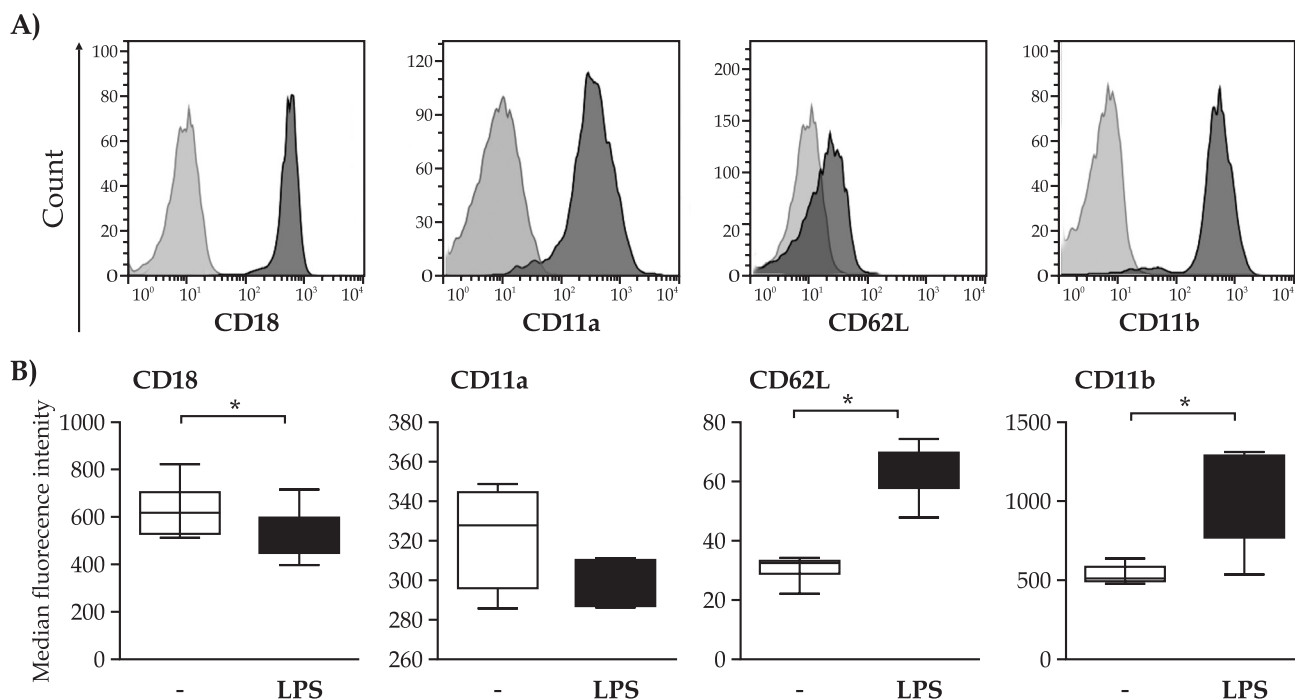 A)
Count
100
80
60
40
20
0
10⁰ 10¹ 10² 10³ 10⁴
CD18
120
90
60
30
0
10⁰ 10¹ 10² 10³ 10⁴
CD11a
200
150
100
20
0
10⁰ 10¹ 10² 10³ 10⁴
CD62L
100
80
60
40
20
0
10⁰ 10¹ 10² 10³ 10⁴
CD11b
B)
Median fluorecence intenity
CD18
*
1000
800
600
400
200
0
- LPS
CD11a
380
360
340
320
300
280
260
- LPS
CD62L
*
80
60
40
20
0
- LPS
CD11b
*
1500
1000
500
0
- LPS